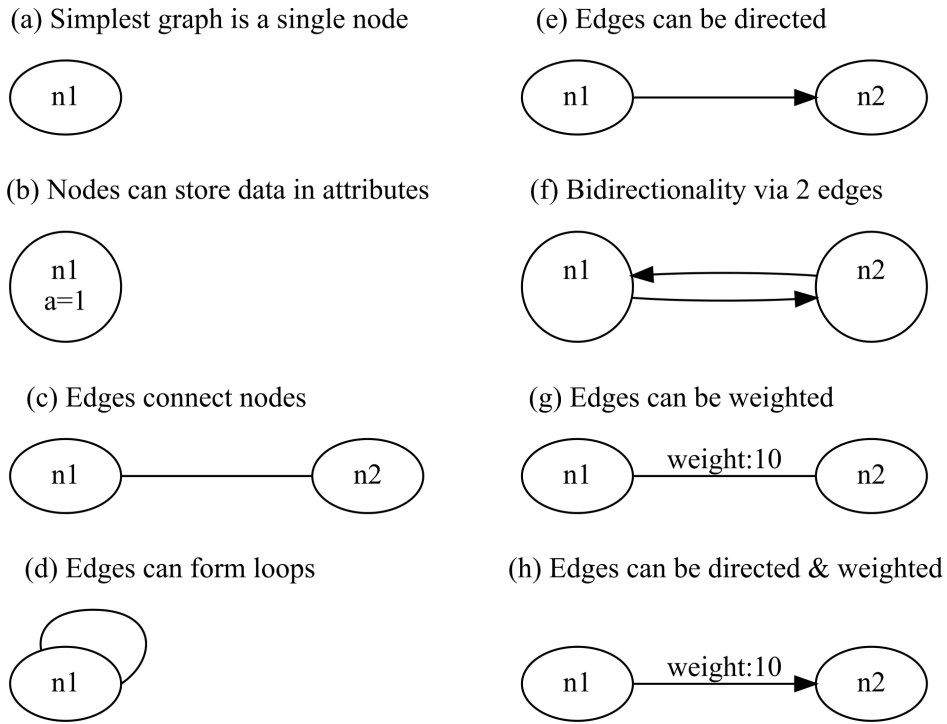 (a) Simplest graph is a single node
n1
(b) Nodes can store data in attributes
n1
a=1
(c) Edges connect nodes
n1 n2
(d) Edges can form loops
n1
(e) Edges can be directed
n1 n2
(f) Bidirectionality via 2 edges
n1 n2
(g) Edges can be weighted
n1 weight:10 n2
(h) Edges can be directed & weighted
n1 weight:10 n2